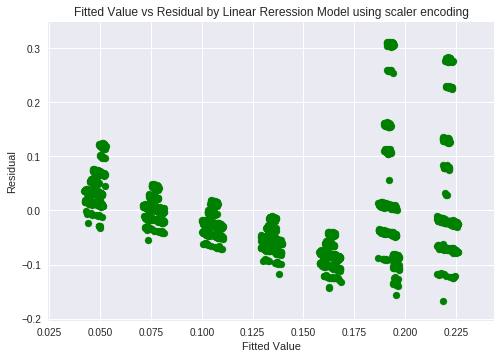 Fitted Value vs Residual by Linear Reression Model using scaler encoding
0.3
0.2
0.1
0.0
−0.1
−0.2
0.025 0.050 0.075 0.100 0.125 0.150 0.175 0.200 0.225
Residual
Fitted Value